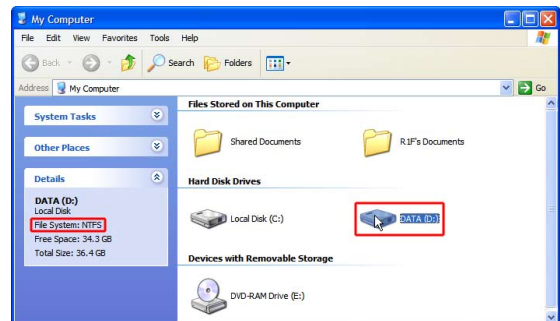 My Computer
File Edit View Favorites Tools Help
Back Search Folders
Address My Computer Go
System Tasks
Other Places
Details
DATA (D:)
Local Disk
File System: NTFS
Free Space: 34.3 GB
Total Size: 36.4 GB
Files Stored on This Computer
Shared Documents R1F's Documents
Hard Disk Drives
Local Disk (C:) DATA (D:)
Devices with Removable Storage
DVD-RAM Drive (E:)